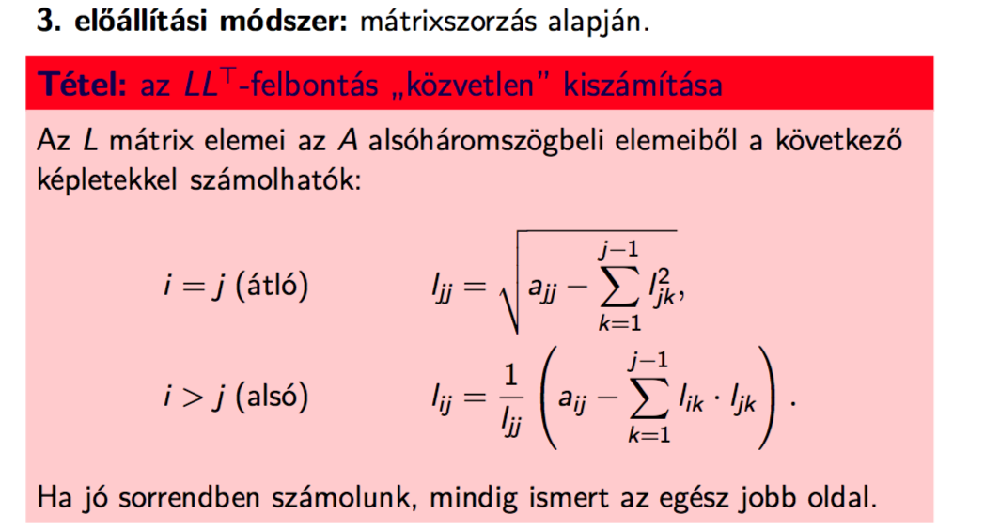 3. előállítási módszer: mátrixszorzás alapján.
Tétel: az LL⊤-felbontás „közvetlen” kiszámítása
Az L mátrix elemei az A alsóháromszögbeli elemeiből a következő
képletekkel számolhatók:
i = j (átló) l_{jj} = \sqrt{a_{jj} - \sum_{k=1}^{j-1} l_{jk}^2},
i > j (alsó) l_{ij} = \frac{1}{l_{jj}} \left( a_{ij} - \sum_{k=1}^{j-1} l_{ik} \cdot l_{jk} \right).
Ha jó sorrendben számolunk, mindig ismert az egész jobb oldal.